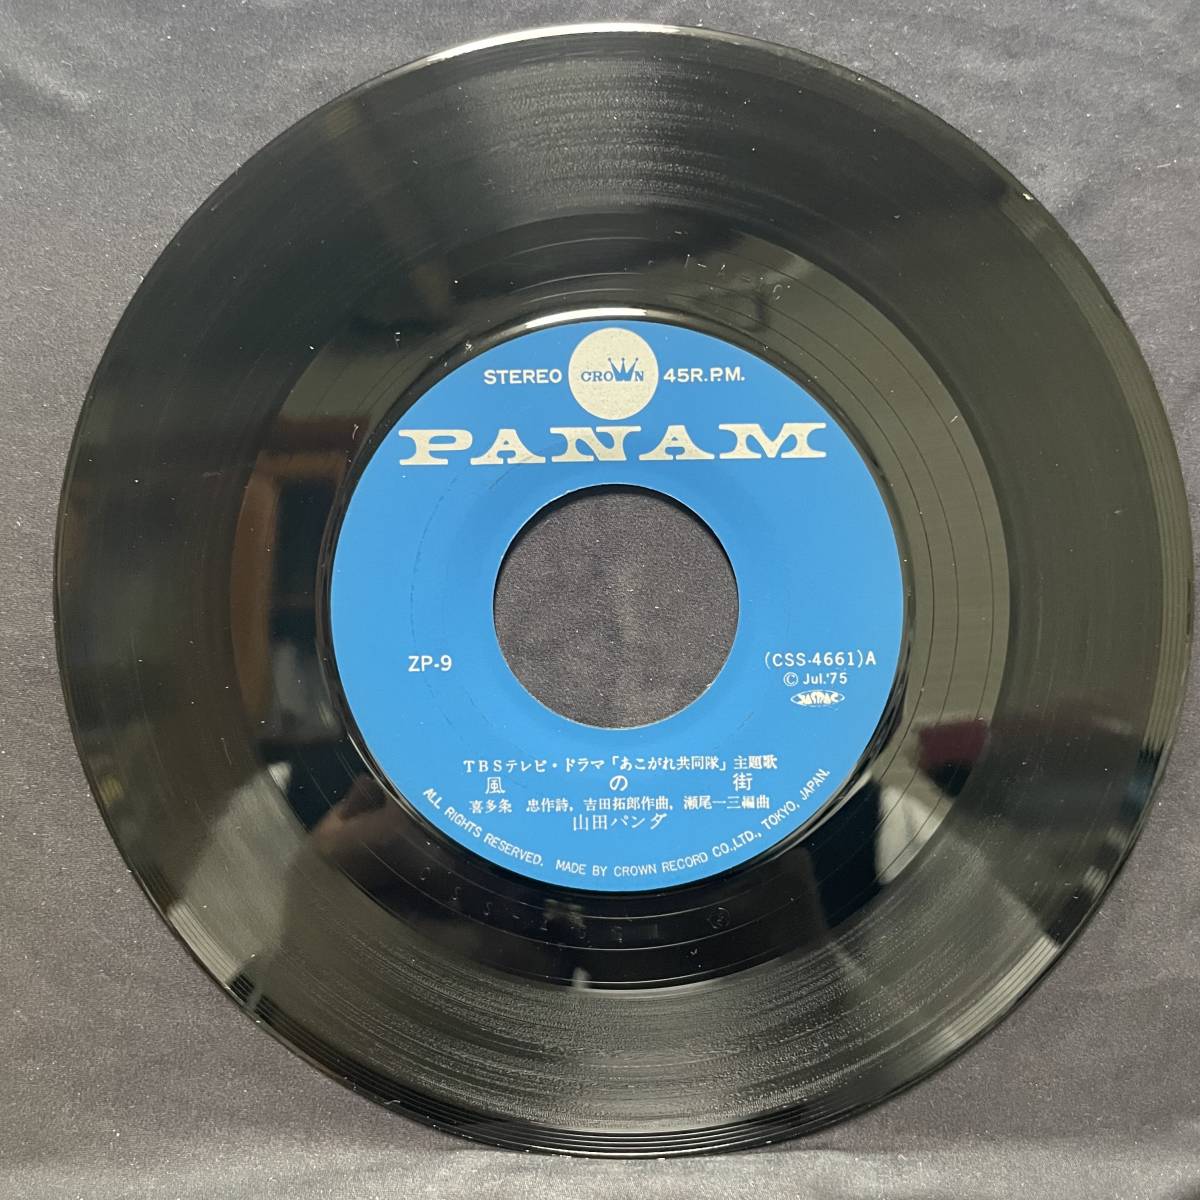 STEREO CROWN 45R.P.M.
PANAM
ZP-9
(CSS-4661)A
© Jul.'75
JASRAC
TBSテレビ・ドラマ「あこがれ共同隊」主題歌
風の街
喜多条 忠作詩, 吉田拓郎作曲, 瀬尾一三編曲
山田パンダ
ALL RIGHTS RESERVED. MADE BY CROWN RECORD CO.,LTD., TOKYO, JAPAN.